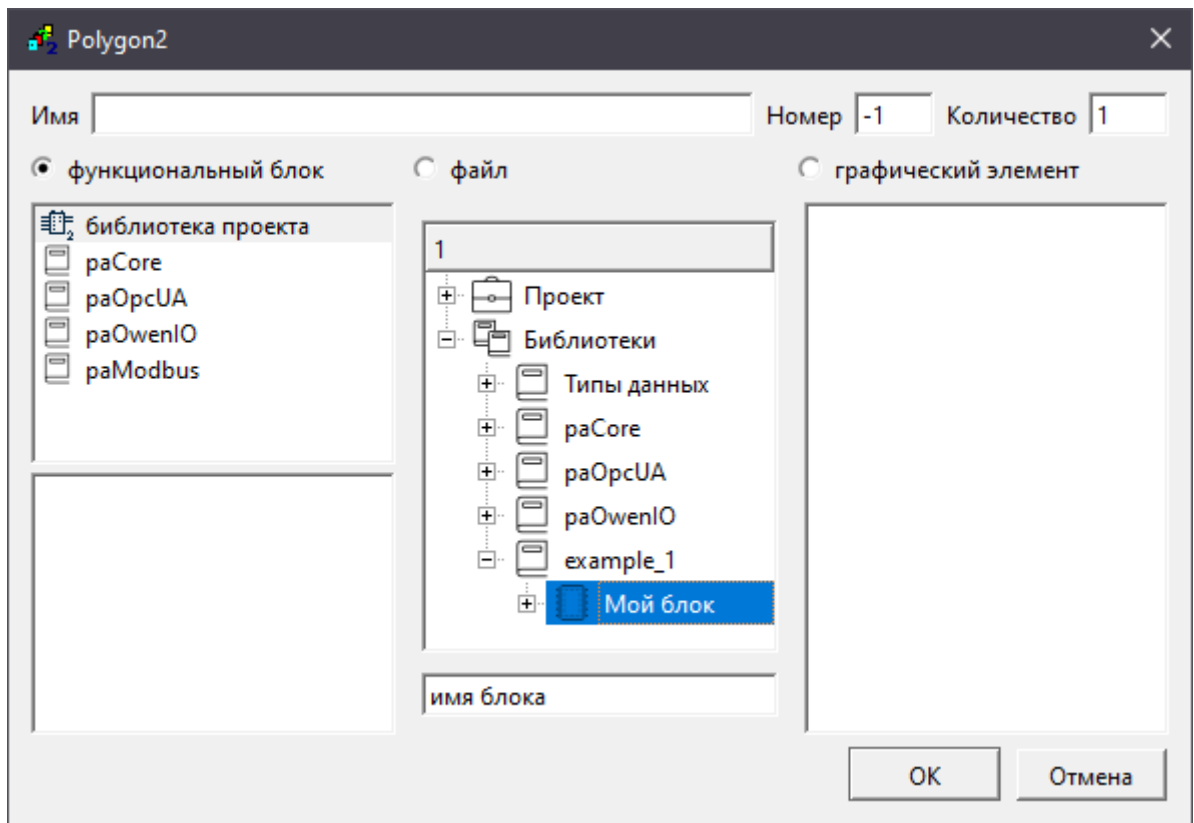 Polygon2
Имя Номер -1 Количество 1
функциональный блок файл графический элемент
библиотека проекта
paCore
paOpcUA
paOwenIO
paModbus
1
Проект
Библиотеки
Типы данных
paCore
paOpcUA
paOwenIO
example_1
Мой блок
имя блока
OK Отмена